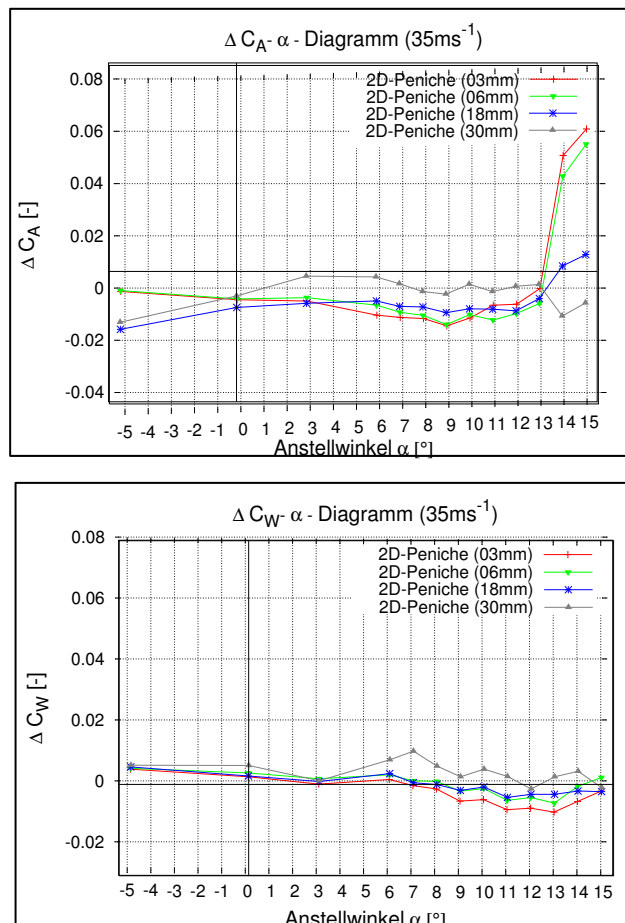 Δ C_A- α - Diagramm (35ms⁻¹)
0.08
0.06
0.04
0.02
0
-0.02
-0.04
Δ C_A [-]
2D-Peniche (03mm)
2D-Peniche (06mm)
2D-Peniche (18mm)
2D-Peniche (30mm)
-5 -4 -3 -2 -1 0 1 2 3 4 5 6 7 8 9 10 11 12 13 14 15
Anstellwinkel α [°]
Δ C_W- α - Diagramm (35ms⁻¹)
0.08
0.06
0.04
0.02
0
-0.02
Δ C_W [-]
2D-Peniche (03mm)
2D-Peniche (06mm)
2D-Peniche (18mm)
2D-Peniche (30mm)
-5 -4 -3 -2 -1 0 1 2 3 4 5 6 7 8 9 10 11 12 13 14 15
Anstellwinkel α [°]